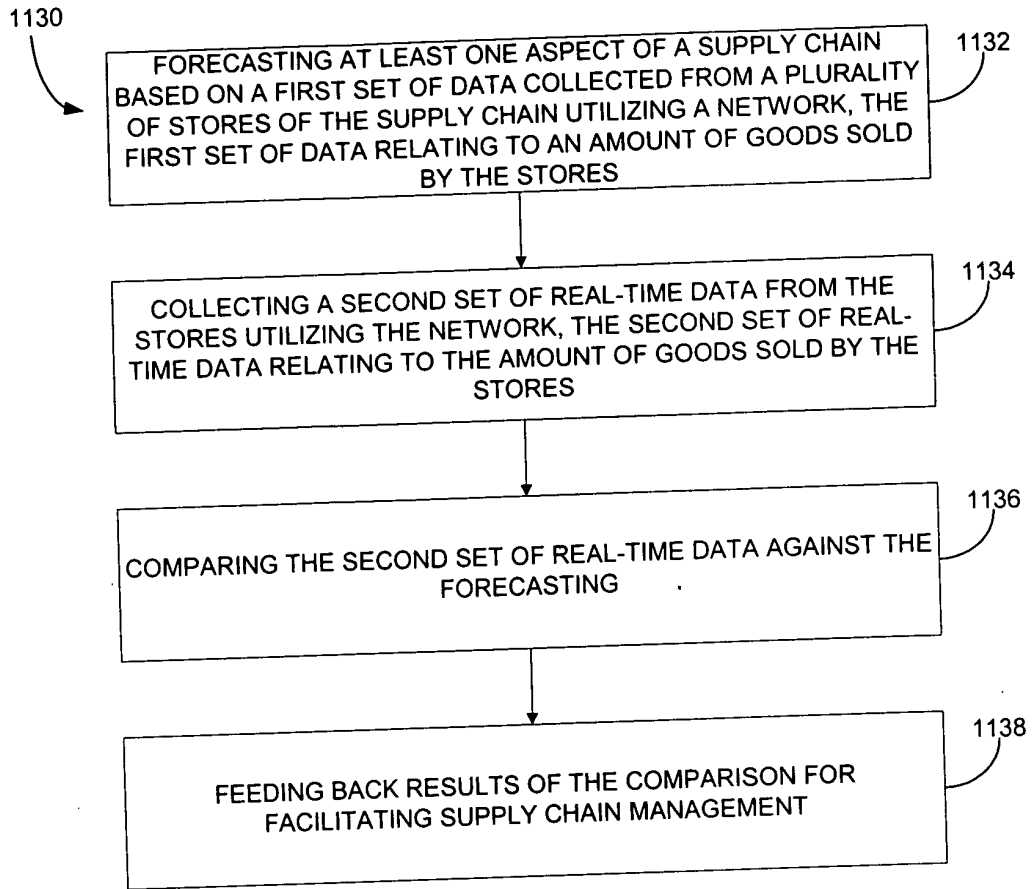 1130
FORECASTING AT LEAST ONE ASPECT OF A SUPPLY CHAIN
BASED ON A FIRST SET OF DATA COLLECTED FROM A PLURALITY
OF STORES OF THE SUPPLY CHAIN UTILIZING A NETWORK, THE
FIRST SET OF DATA RELATING TO AN AMOUNT OF GOODS SOLD
BY THE STORES
1132
COLLECTING A SECOND SET OF REAL-TIME DATA FROM THE
STORES UTILIZING THE NETWORK, THE SECOND SET OF REAL-
TIME DATA RELATING TO THE AMOUNT OF GOODS SOLD BY THE
STORES
1134
COMPARING THE SECOND SET OF REAL-TIME DATA AGAINST THE
FORECASTING
1136
FEEDING BACK RESULTS OF THE COMPARISON FOR
FACILITATING SUPPLY CHAIN MANAGEMENT
1138